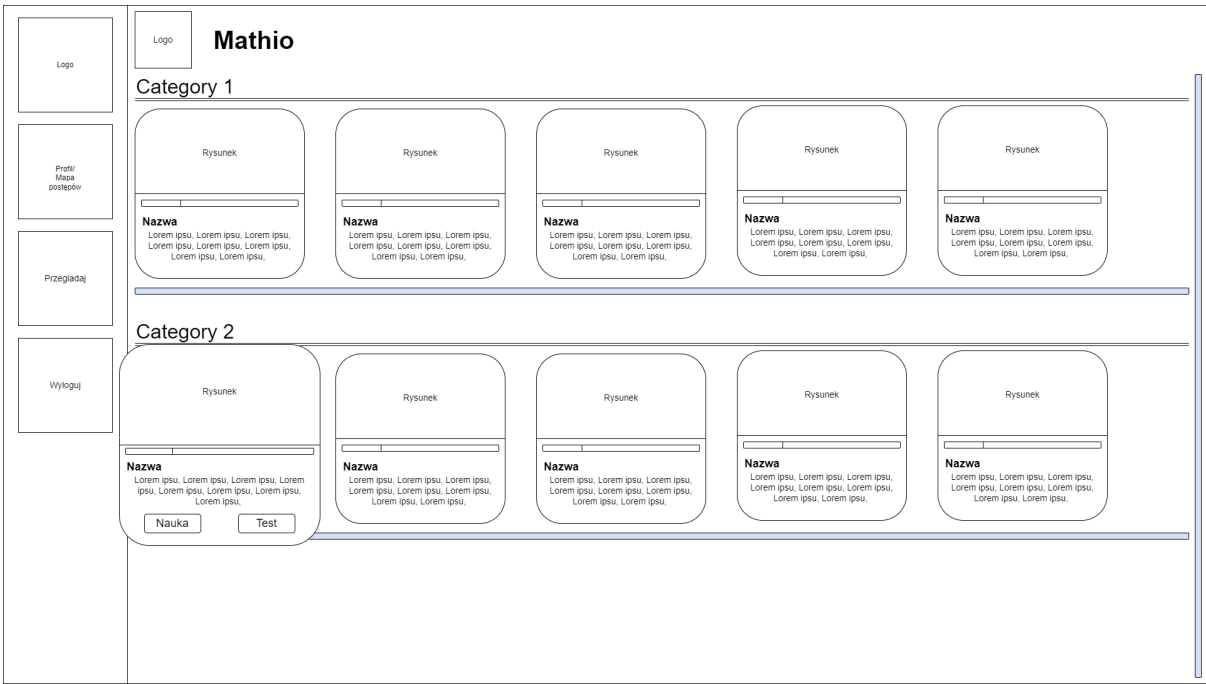 Logo
Profil/
Mapa
postępów
Przegladaj
Wyloguj
Logo
Mathio
Category 1
Rysunek
Nazwa
Lorem ipsu, Lorem ipsu, Lorem ipsu,
Lorem ipsu, Lorem ipsu, Lorem ipsu,
Lorem ipsu, Lorem ipsu,
Rysunek
Nazwa
Lorem ipsu, Lorem ipsu, Lorem ipsu,
Lorem ipsu, Lorem ipsu, Lorem ipsu,
Lorem ipsu, Lorem ipsu,
Rysunek
Nazwa
Lorem ipsu, Lorem ipsu, Lorem ipsu,
Lorem ipsu, Lorem ipsu, Lorem ipsu,
Lorem ipsu, Lorem ipsu,
Rysunek
Nazwa
Lorem ipsu, Lorem ipsu, Lorem ipsu,
Lorem ipsu, Lorem ipsu, Lorem ipsu,
Lorem ipsu, Lorem ipsu,
Rysunek
Nazwa
Lorem ipsu, Lorem ipsu, Lorem ipsu,
Lorem ipsu, Lorem ipsu, Lorem ipsu,
Lorem ipsu, Lorem ipsu,
Category 2
Rysunek
Nazwa
Lorem ipsu, Lorem ipsu, Lorem ipsu, Lorem
ipsu, Lorem ipsu, Lorem ipsu, Lorem ipsu,
Lorem ipsu,
Nauka
Test
Rysunek
Nazwa
Lorem ipsu, Lorem ipsu, Lorem ipsu,
Lorem ipsu, Lorem ipsu, Lorem ipsu,
Lorem ipsu, Lorem ipsu,
Rysunek
Nazwa
Lorem ipsu, Lorem ipsu, Lorem ipsu,
Lorem ipsu, Lorem ipsu, Lorem ipsu,
Lorem ipsu, Lorem ipsu,
Rysunek
Nazwa
Lorem ipsu, Lorem ipsu, Lorem ipsu,
Lorem ipsu, Lorem ipsu, Lorem ipsu,
Lorem ipsu, Lorem ipsu,
Rysunek
Nazwa
Lorem ipsu, Lorem ipsu, Lorem ipsu,
Lorem ipsu, Lorem ipsu, Lorem ipsu,
Lorem ipsu, Lorem ipsu,